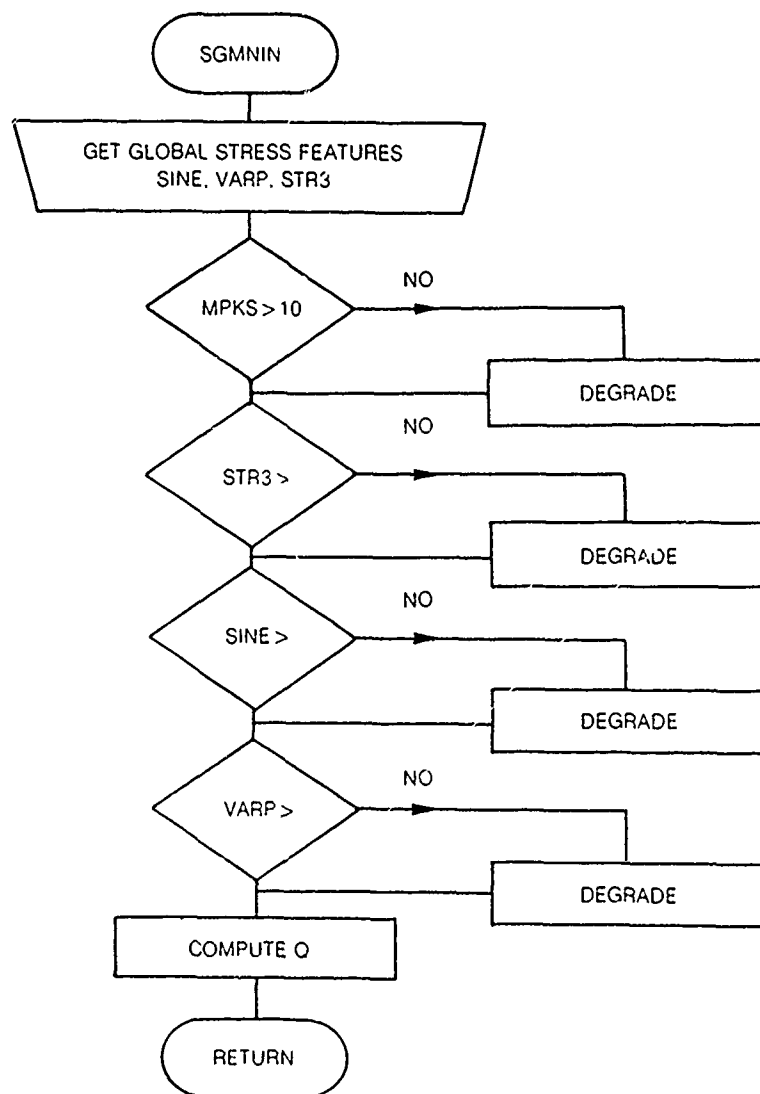 SGMNIN
GET GLOBAL STRESS FEATURES
SINE, VARP, STR3
NO
MPKS > 10
DEGRADE
NO
STR3 >
DEGRADE
NO
SINE >
DEGRADE
NO
VARP >
DEGRADE
COMPUTE Q
RETURN